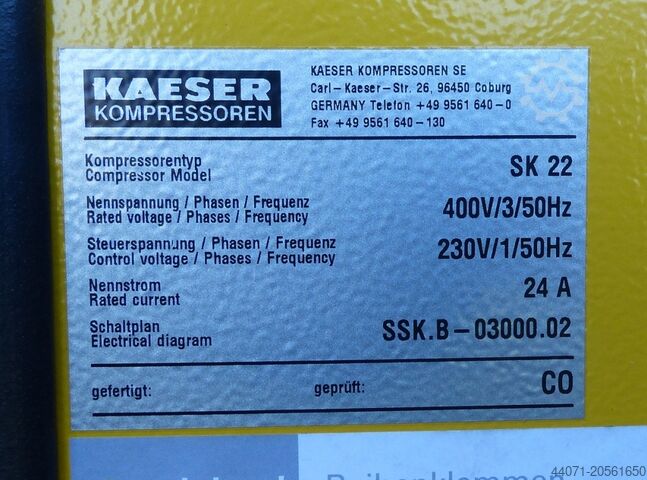 KAESER
KOMPRESSOREN
KAESER KOMPRESSOREN SE
Carl-Kaeser-Str. 26, 96450 Coburg
GERMANY Telefon +49 9561 640-0
Fax +49 9561 640-130
Kompressorentyp
Compressor Model
SK 22
Nennspannung / Phasen / Frequenz
Rated voltage / Phases / Frequency
400V/3/50Hz
Steuerspannung / Phasen / Frequenz
Control voltage / Phases / Frequency
230V/1/50Hz
Nennstrom
Rated current
24 A
Schaltplan
Electrical diagram
SSK.B-03000.02
gefertigt:
geprüft:
CO
Reihenklemmen
44071-20561650